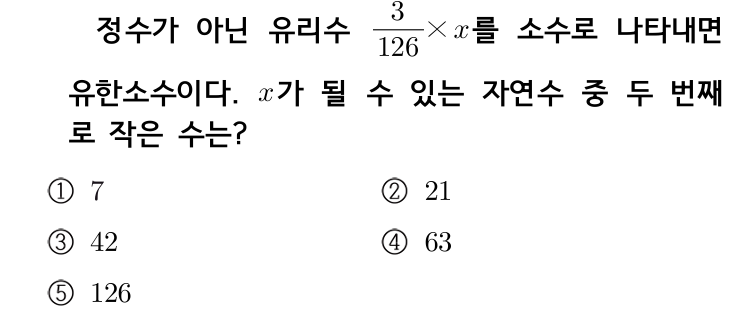 정수가 아닌 유리수 3/126 × x를 소수로 나타내면
유한소수이다. x가 될 수 있는 자연수 중 두 번째
로 작은 수는?
① 7 ② 21
③ 42 ④ 63
⑤ 126